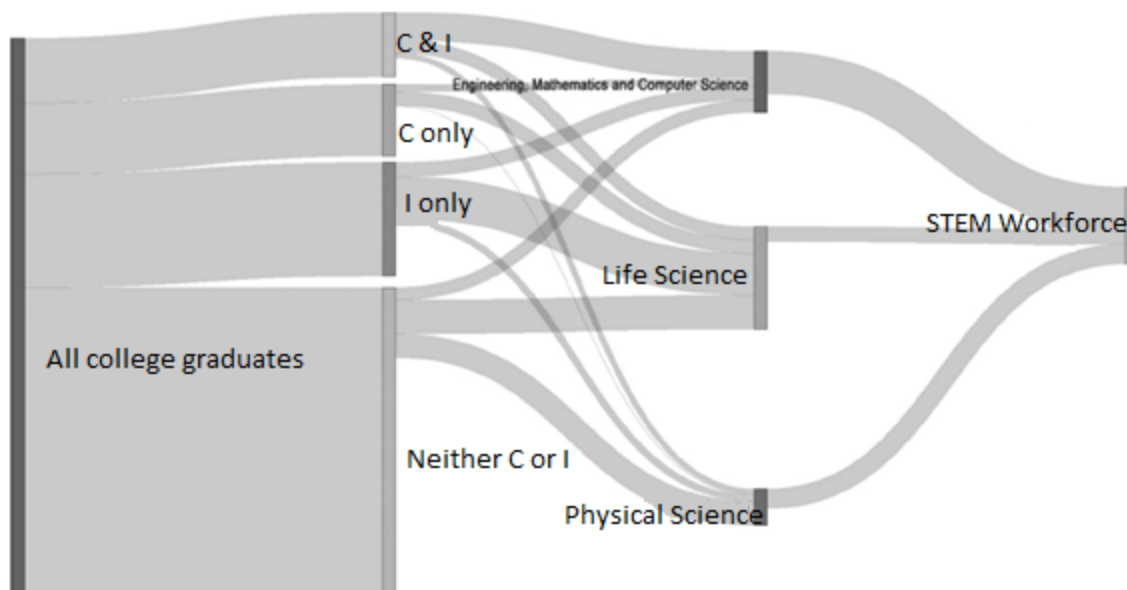 C & I
Engineering, Mathematics and Computer Science
C only
I only
STEM Workforce
Life Science
All college graduates
Neither C or I
Physical Science